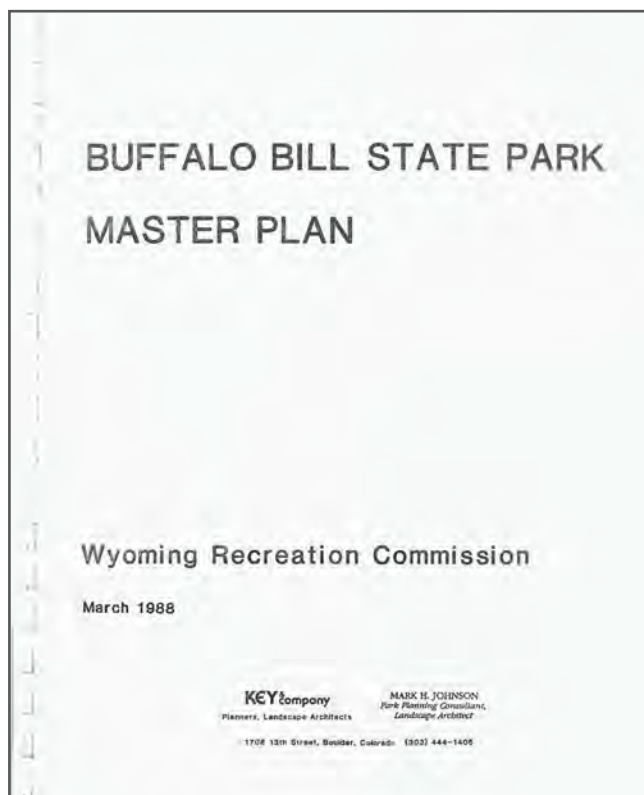 BUFFALO BILL STATE PARK
MASTER PLAN
Wyoming Recreation Commission
March 1988
KEY & company
Planners, Landscape Architects
MARK H. JOHNSON
Park Planning Consultant,
Landscape Architect
1708 13th Street, Boulder, Colorado (303) 444-1406